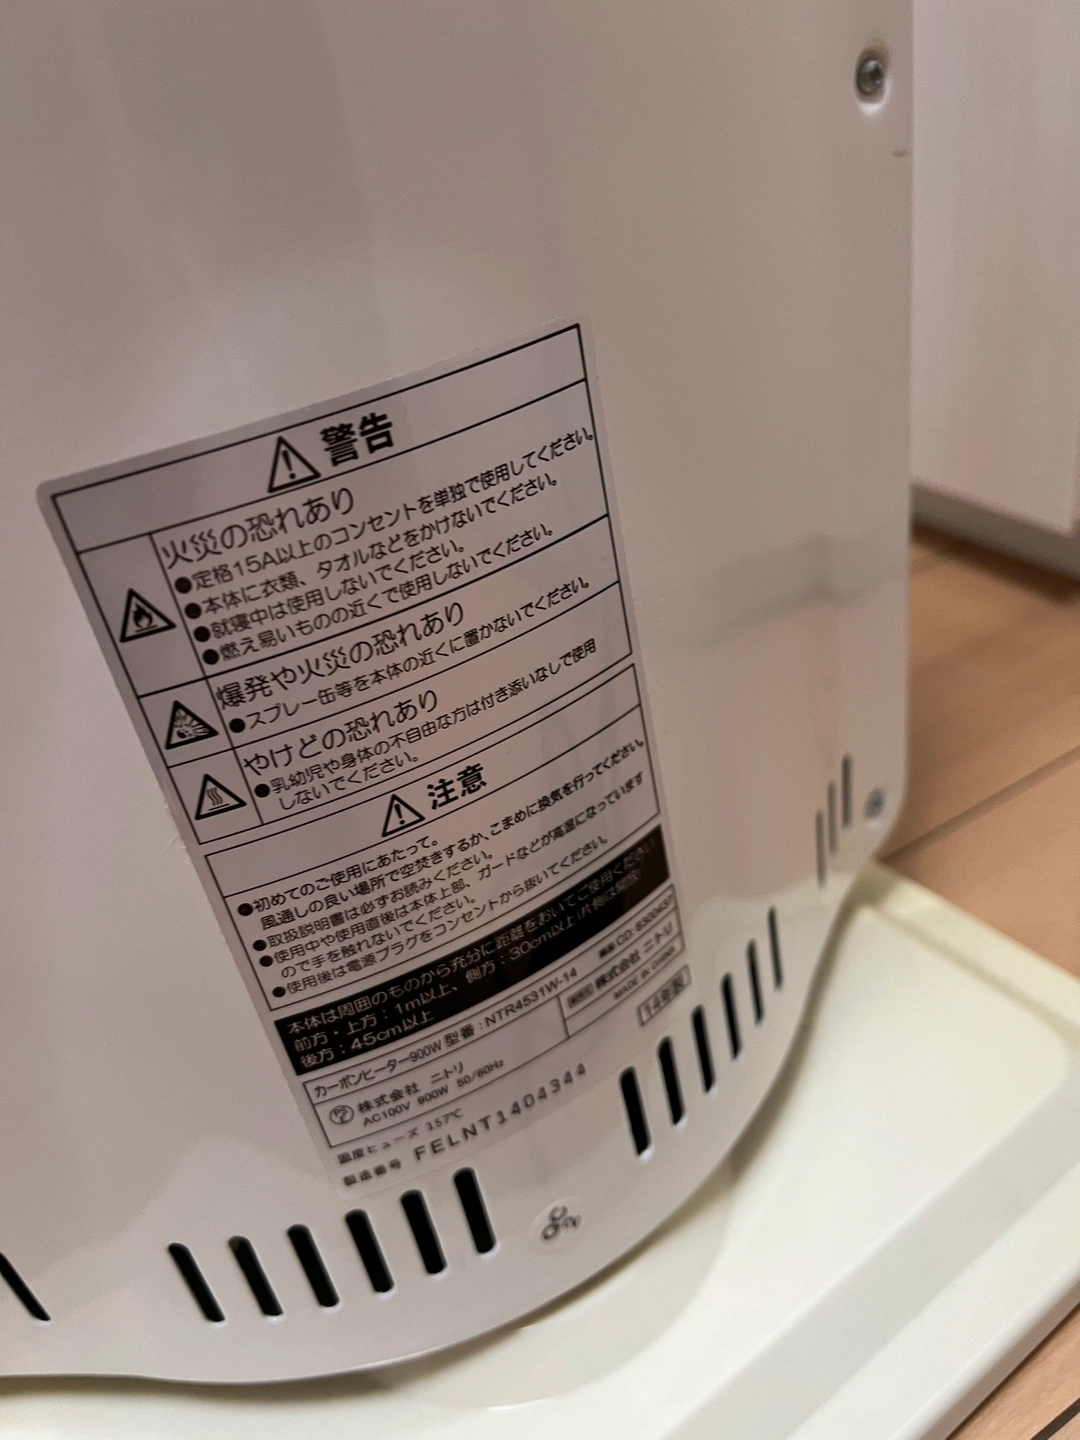 警告
火災の恐れあり
●定格15A以上のコンセントを単独で使用してください。
●本体に衣類、タオルなどをかけないでください。
●就寝中は使用しないでください。
●燃え易いものの近くで使用しないでください。
爆発や火災の恐れあり
●スプレー缶等を本体の近くに置かないでください。
やけどの恐れあり
●乳幼児や身体の不自由な方は付き添いなしで使用
しないでください。
注意
●初めてのご使用にあたって。
風通しの良い場所で空焚きするか、こまめに換気を行ってください。
●取扱説明書は必ずお読みください。
●使用中や使用直後は本体上部、ガードなどが高温になっています
ので手を触れないでください。
●使用後は電源プラグをコンセントから抜いてください。
本体は周囲のものから充分に距離をおいてご使用ください
前方・上方：1m以上、側方：30cm以上(片側は開放)
後方：45cm以上
カーボンヒーター900W 型番：NTR4531W-14
株式会社 ニトリ
AC100V 900W 50/60Hz
株式会社 ニトリ
MADE IN CHINA
14年製
温度ヒューズ 157℃
製造番号 FELNT1404344